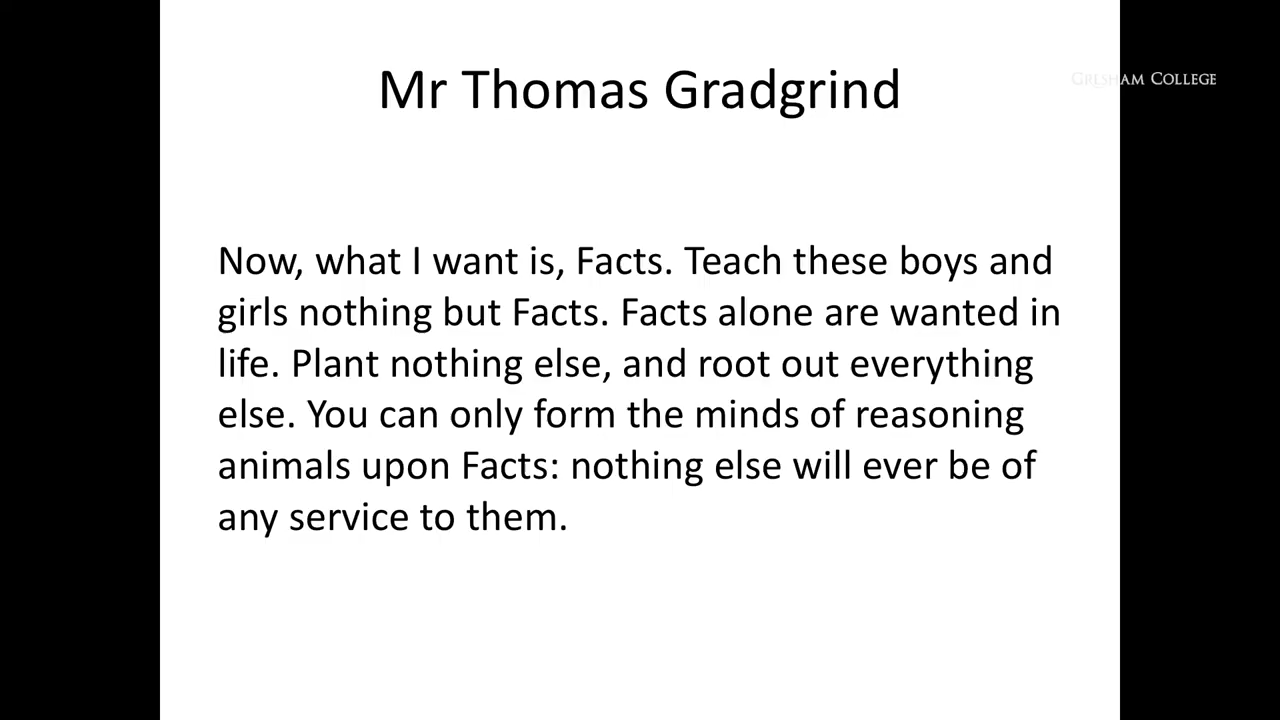 Mr Thomas Gradgrind
GRESHAM COLLEGE
Now, what I want is, Facts. Teach these boys and
girls nothing but Facts. Facts alone are wanted in
life. Plant nothing else, and root out everything
else. You can only form the minds of reasoning
animals upon Facts: nothing else will ever be of
any service to them.